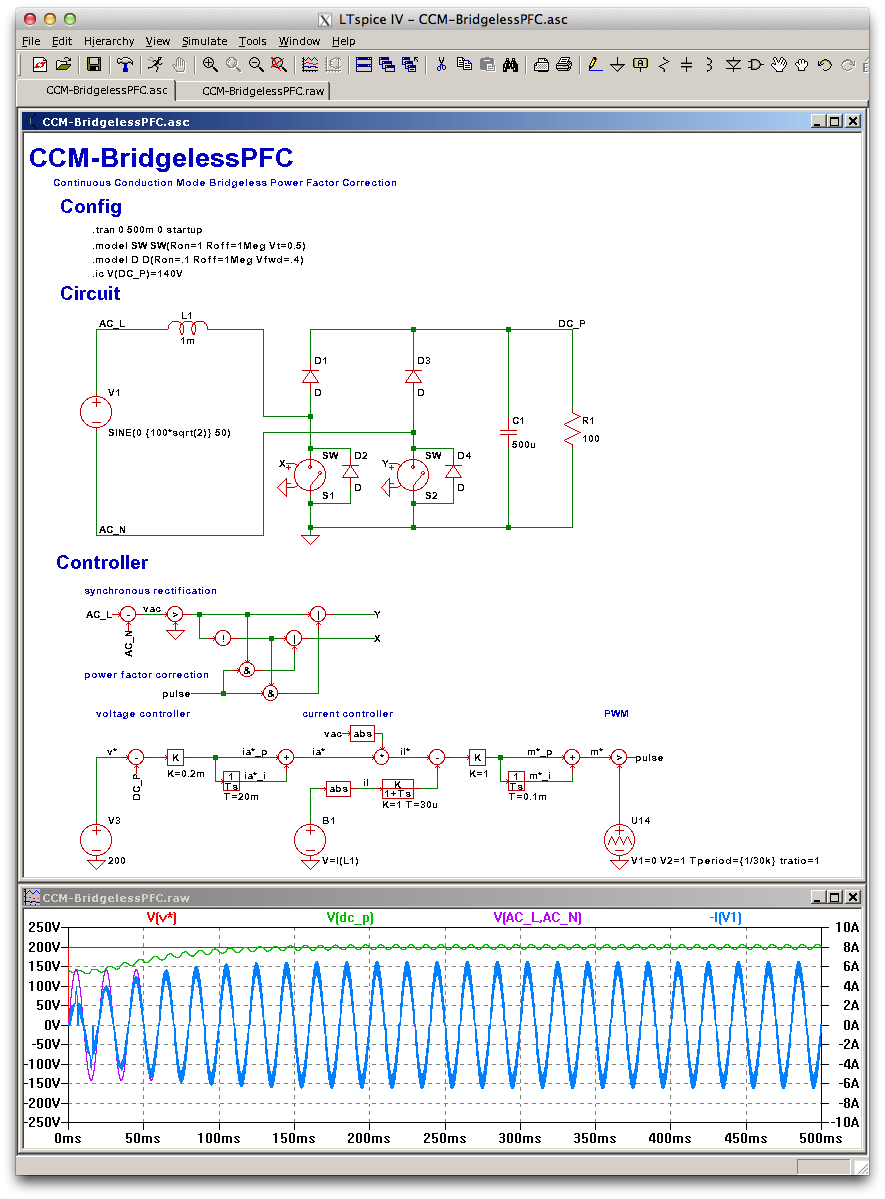 LTspice IV – CCM-BridgelessPFC.asc
File Edit Hierarchy View Simulate Tools Window Help
CCM-BridgelessPFC.asc CCM-BridgelessPFC.raw
CCM-BridgelessPFC.asc
CCM-BridgelessPFC
Continuous Conduction Mode Bridgeless Power Factor Correction
Config
.tran 0 500m 0 startup
.model SW SW(Ron=1 Roff=1Meg Vt=0.5)
.model D D(Ron=.1 Roff=1Meg Vfwd=.4)
.ic V(DC_P)=140V
Circuit
AC_L L1 DC_P
1m
D1 D3
V1 D D
SINE(0 {100*sqrt(2)} 50)
C1 R1
500u 100
X SW D2 Y SW D4
D D
S1 S2
AC_N
Controller
synchronous rectification
AC_L - vac > | Y
AC_N ! | X
&
power factor correction
pulse &
voltage controller current controller PWM
vac abs
v* - K ia*_p + ia* * il* - K m*_p + m* > pulse
DC_P K=0.2m 1 Ts ia*_i abs il K 1+Ts K=1 1 Ts m*_i
T=20m K=1 T=30u T=0.1m
V3 B1 U14
200 V=I(L1) V1=0 V2=1 Tperiod={1/30k} tratio=1
CCM-BridgelessPFC.raw
V(v*) V(dc_p) V(AC_L,AC_N) -I(V1)
250V 10A
200V 8A
150V 6A
100V 4A
50V 2A
0V 0A
-50V -2A
-100V -4A
-150V -6A
-200V -8A
-250V -10A
0ms 50ms 100ms 150ms 200ms 250ms 300ms 350ms 400ms 450ms 500ms